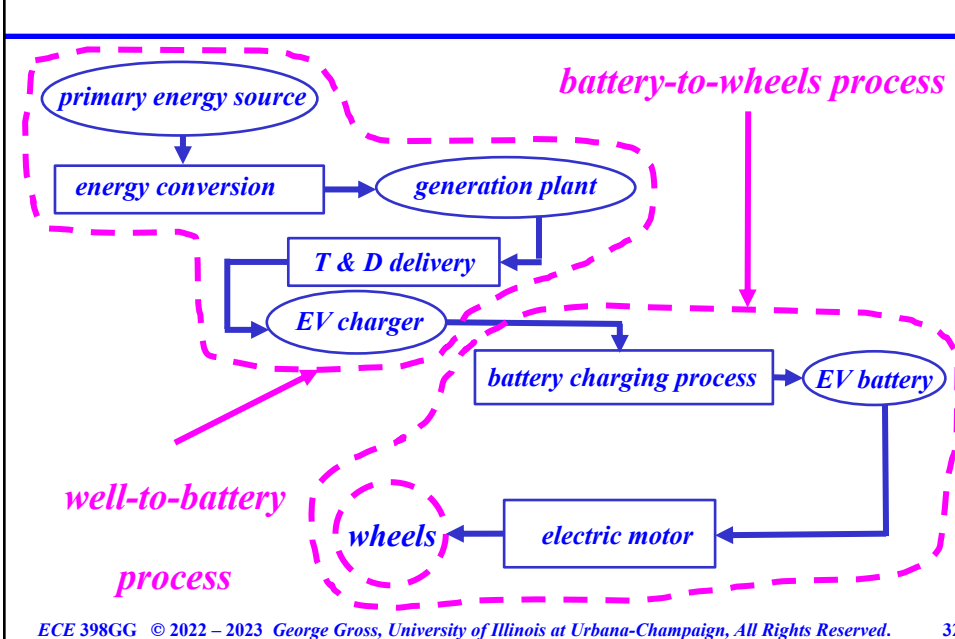 battery-to-wheels process
primary energy source
energy conversion
generation plant
T & D delivery
EV charger
battery charging process
EV battery
well-to-battery
process
wheels
electric motor
ECE 398GG © 2022 – 2023 George Gross, University of Illinois at Urbana-Champaign, All Rights Reserved.